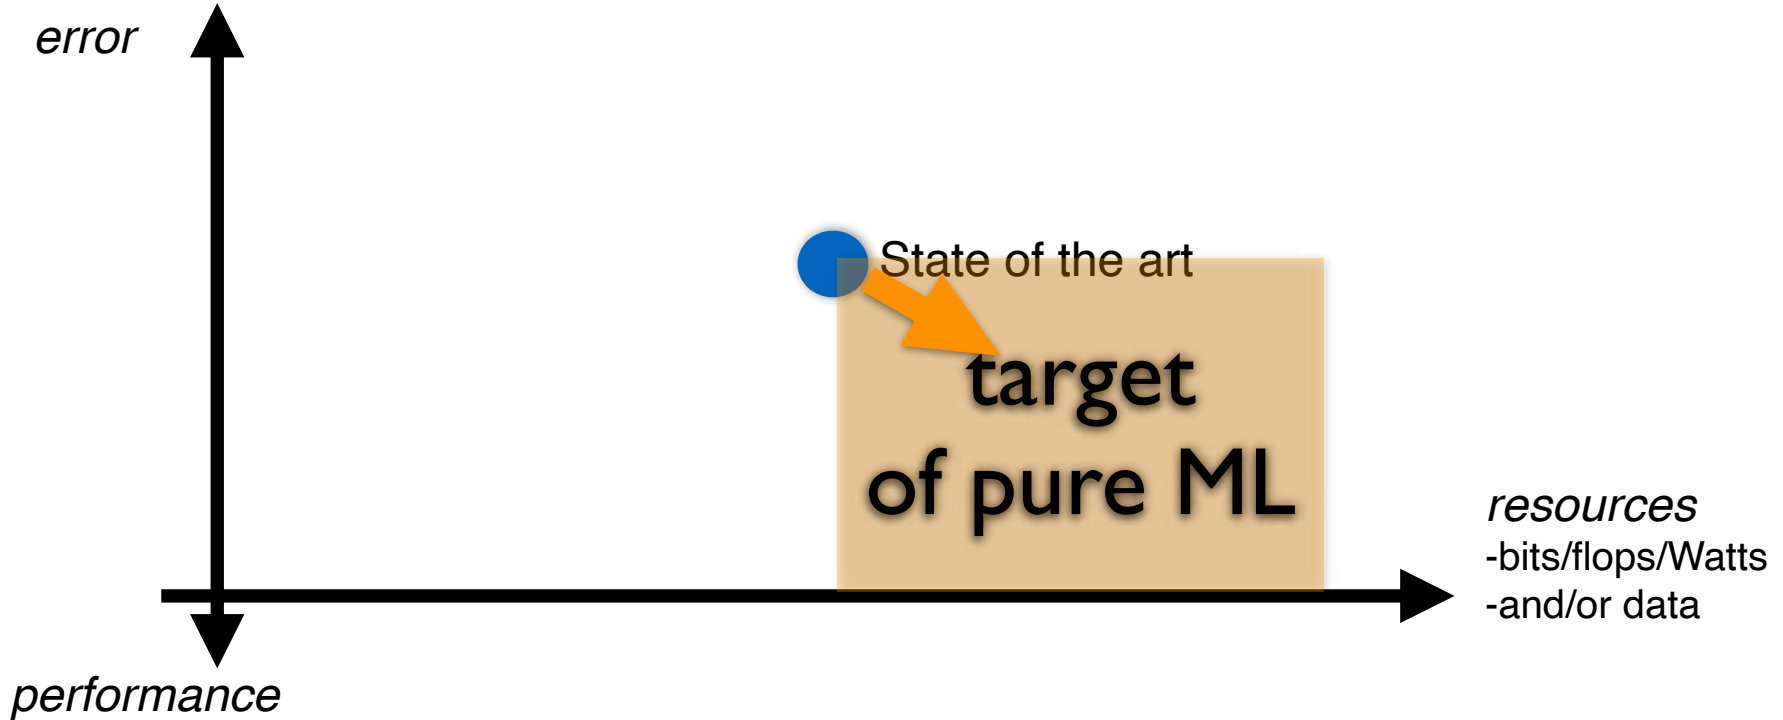 error
State of the art
target
of pure ML
resources
-bits/flops/Watts
-and/or data
performance